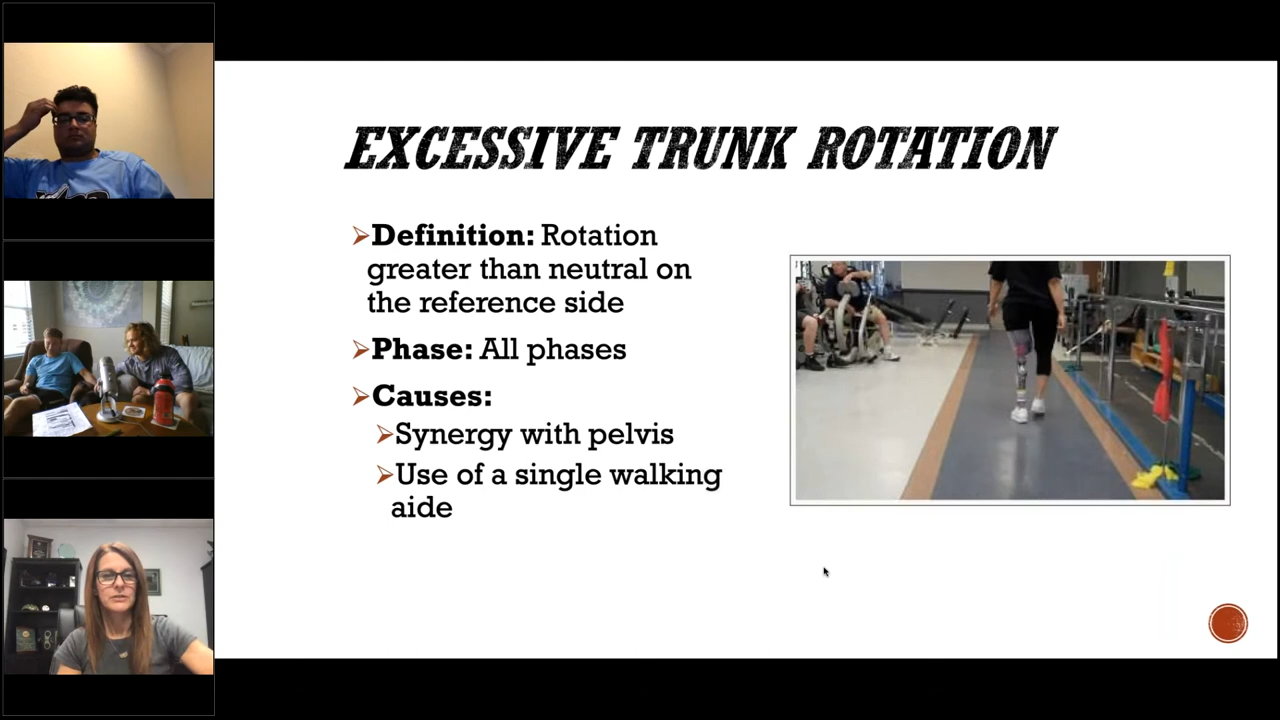 EXCESSIVE TRUNK ROTATION
Definition: Rotation
greater than neutral on
the reference side
Phase: All phases
Causes:
Synergy with pelvis
Use of a single walking
aide